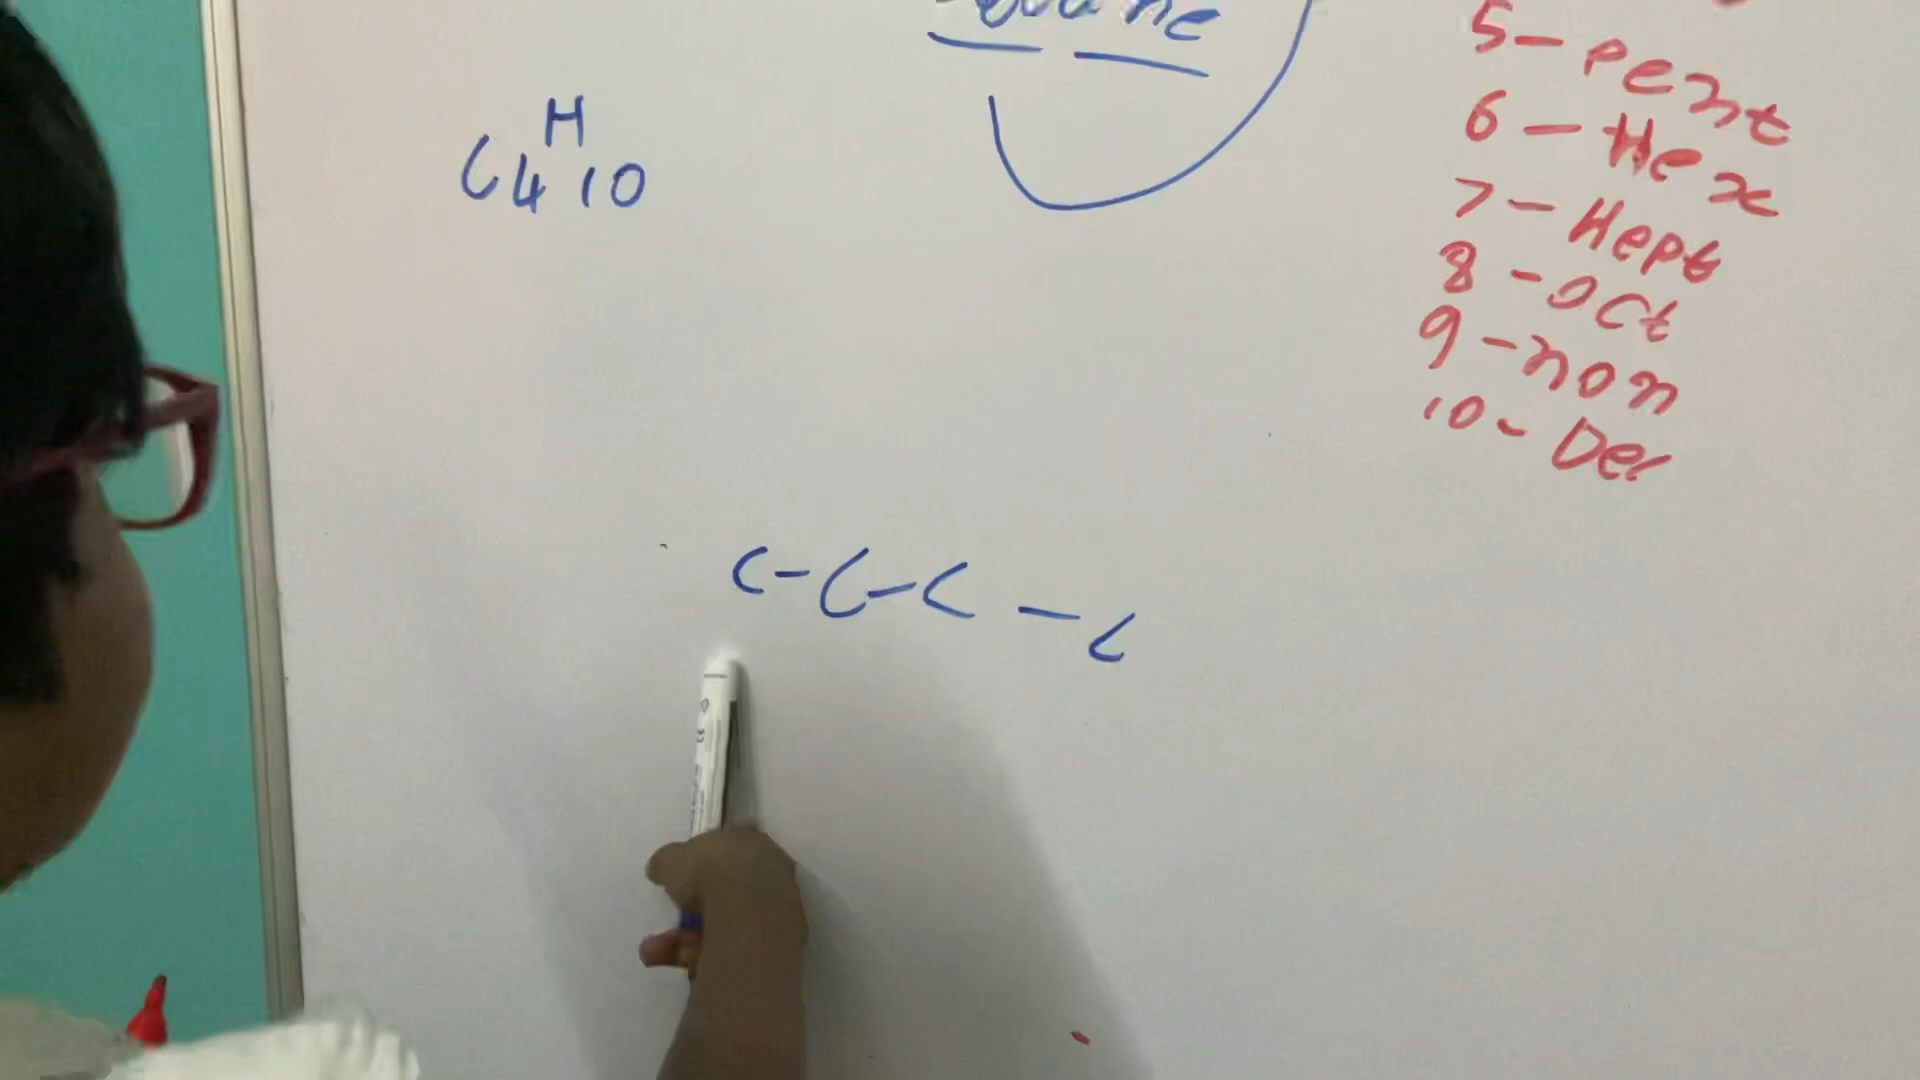 H
C4 10
5 - pent
6 - Hex
7 - Hept
8 - Oct
9 - non
10 - Dec
C - C - C - C